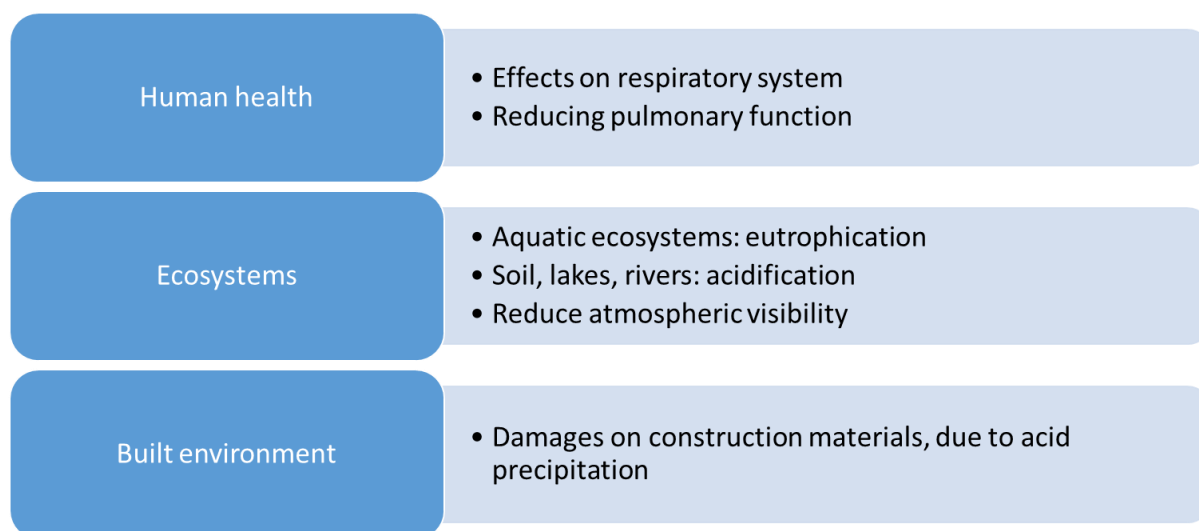 Human health
• Effects on respiratory system
• Reducing pulmonary function
Ecosystems
• Aquatic ecosystems: eutrophication
• Soil, lakes, rivers: acidification
• Reduce atmospheric visibility
Built environment
• Damages on construction materials, due to acid
precipitation